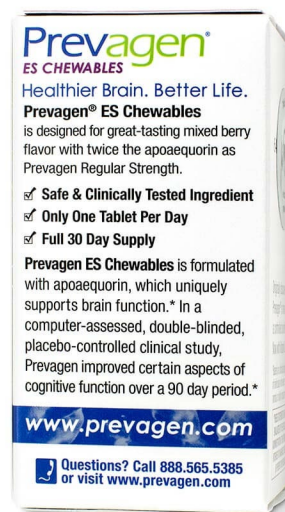 Prevagen®
ES CHEWABLES
Healthier Brain. Better Life.
Prevagen® ES Chewables
is designed for great-tasting mixed berry
flavor with twice the apoaequorin as
Prevagen Regular Strength.
Safe & Clinically Tested Ingredient
Only One Tablet Per Day
Full 30 Day Supply
Prevagen ES Chewables is formulated
with apoaequorin, which uniquely
supports brain function.* In a
computer-assessed, double-blinded,
placebo-controlled clinical study,
Prevagen improved certain aspects of
cognitive function over a 90 day period.*
www.prevagen.com
Questions? Call 888.565.5385
or visit www.prevagen.com